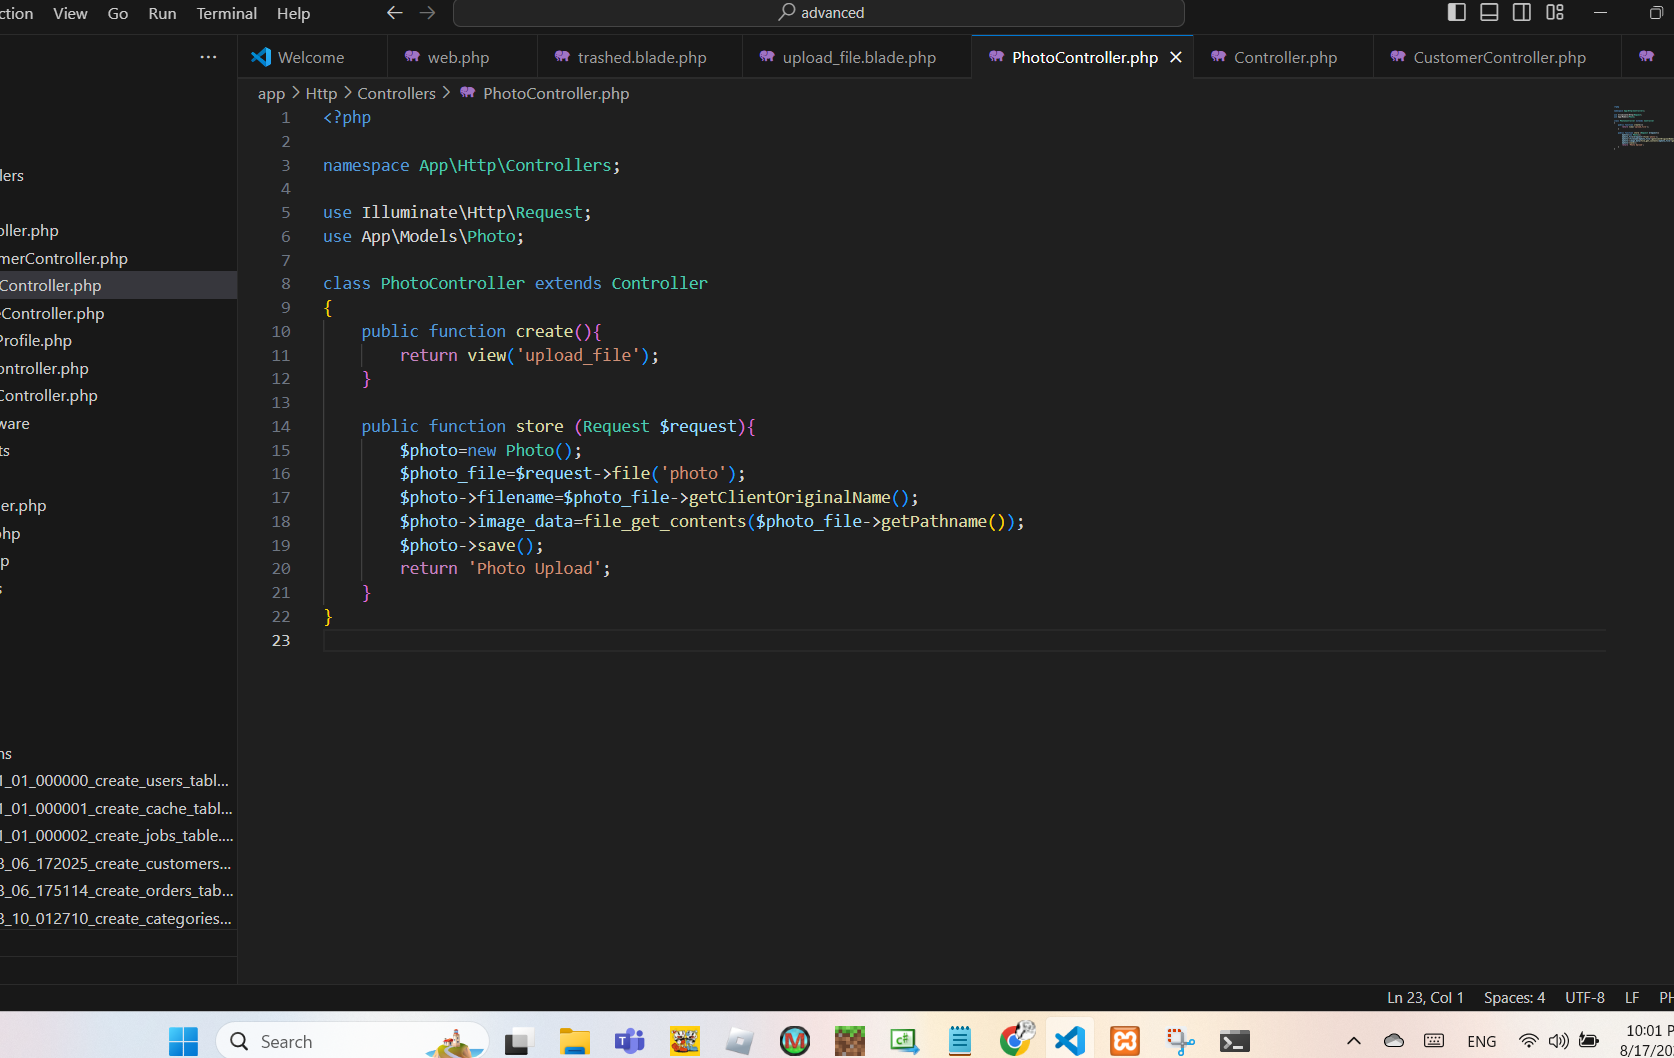 ction View Go Run Terminal Help
advanced
Welcome web.php trashed.blade.php upload_file.blade.php PhotoController.php Controller.php CustomerController.php
app > Http > Controllers > PhotoController.php
1 <?php
2
3 namespace App\Http\Controllers;
4
5 use Illuminate\Http\Request;
6 use App\Models\Photo;
7
8 class PhotoController extends Controller
9 {
10 public function create(){
11 return view('upload_file');
12 }
13
14 public function store (Request $request){
15 $photo=new Photo();
16 $photo_file=$request->file('photo');
17 $photo->filename=$photo_file->getClientOriginalName();
18 $photo->image_data=file_get_contents($photo_file->getPathname());
19 $photo->save();
20 return 'Photo Upload';
21 }
22 }
23
lers
oller.php
merController.php
Controller.php
Controller.php
Profile.php
ontroller.php
Controller.php
ware
ts
er.php
php
p
s
ns
1_01_000000_create_users_tabl...
1_01_000001_create_cache_tabl...
1_01_000002_create_jobs_table....
8_06_172025_create_customers...
8_06_175114_create_orders_tab...
8_10_012710_create_categories...
Ln 23, Col 1 Spaces: 4 UTF-8 LF PH
Search
ENG
10:01 P
8/17/20